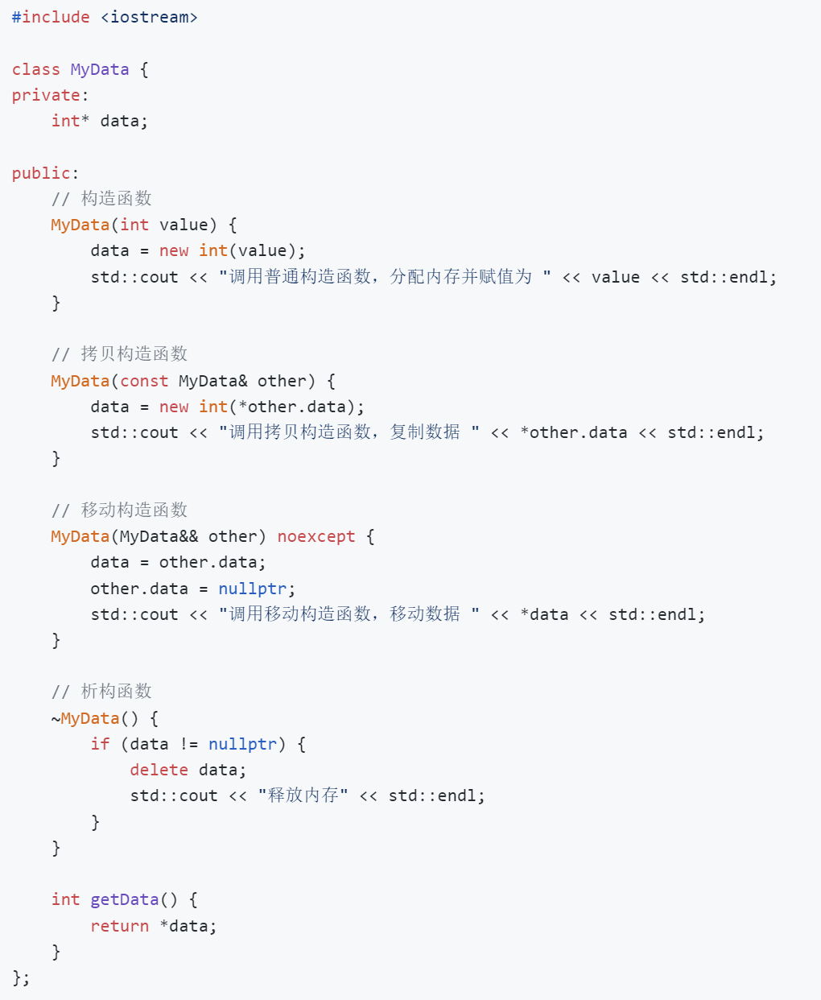 #include <iostream>

class MyData {
private:
    int* data;

public:
    // 构造函数
    MyData(int value) {
        data = new int(value);
        std::cout << "调用普通构造函数，分配内存并赋值为 " << value << std::endl;
    }

    // 拷贝构造函数
    MyData(const MyData& other) {
        data = new int(*other.data);
        std::cout << "调用拷贝构造函数，复制数据 " << *other.data << std::endl;
    }

    // 移动构造函数
    MyData(MyData&& other) noexcept {
        data = other.data;
        other.data = nullptr;
        std::cout << "调用移动构造函数，移动数据 " << *data << std::endl;
    }

    // 析构函数
    ~MyData() {
        if (data != nullptr) {
            delete data;
            std::cout << "释放内存" << std::endl;
        }
    }

    int getData() {
        return *data;
    }
};